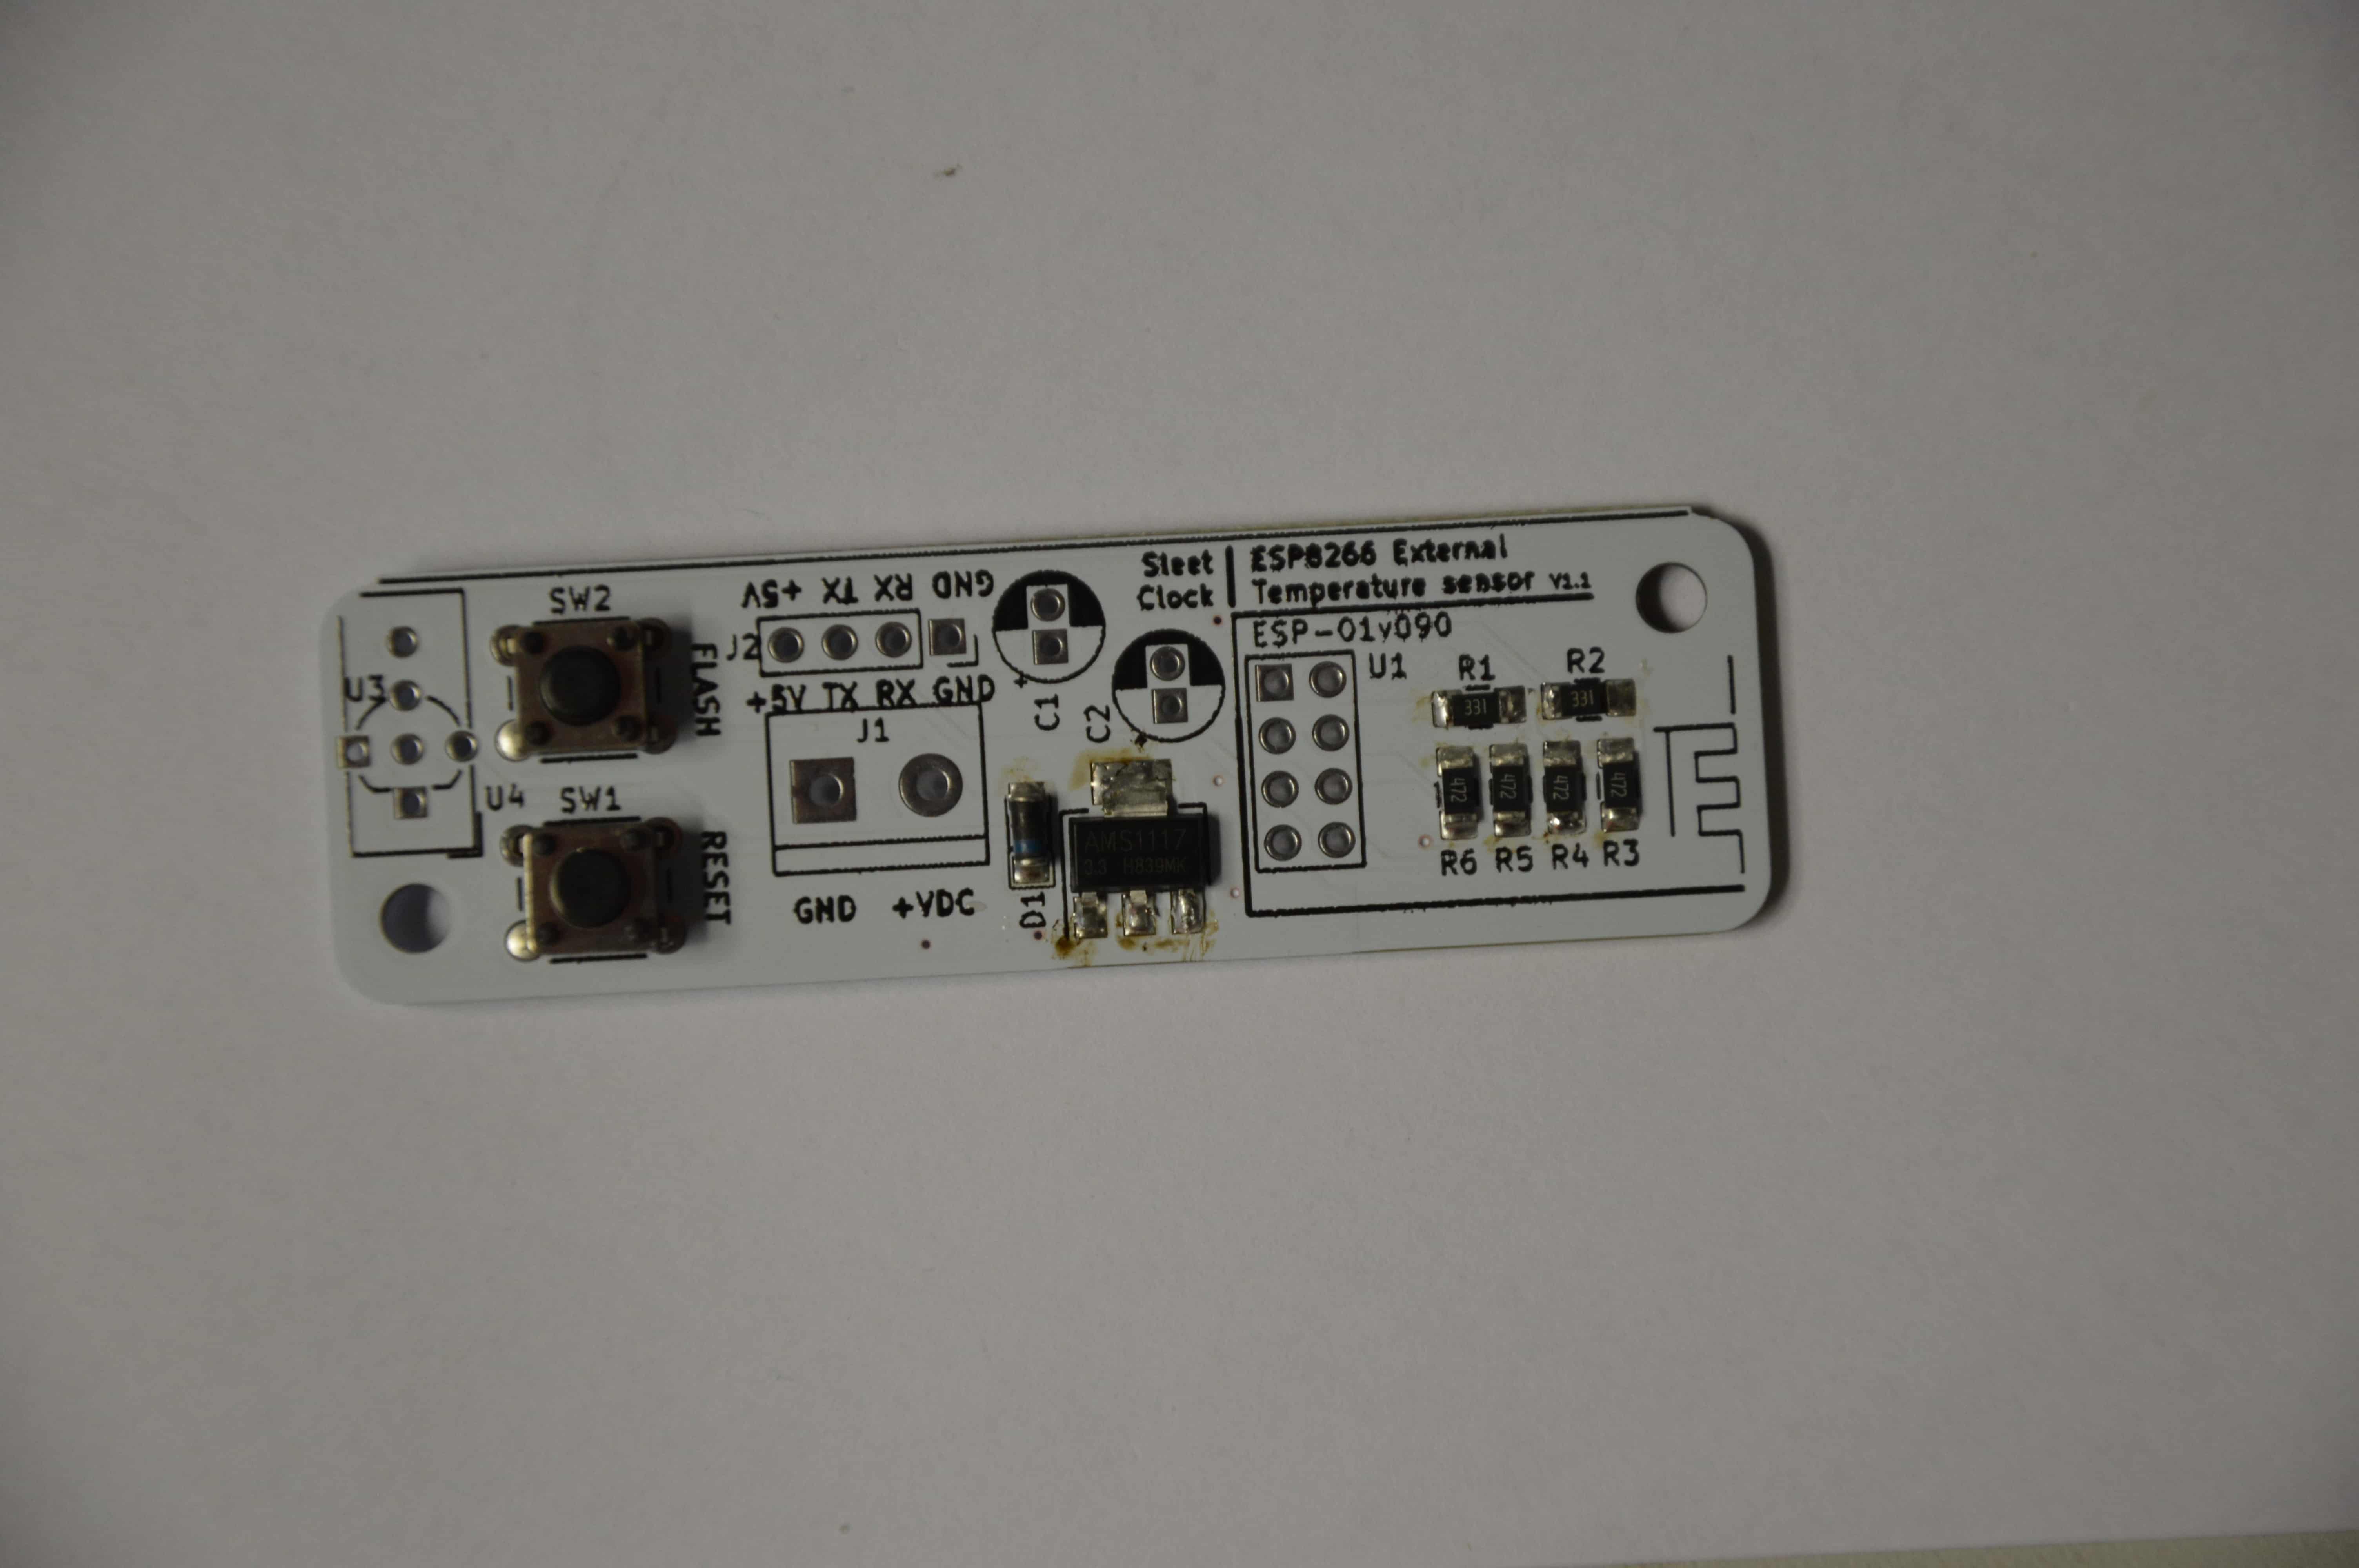 Sleet
Clock
ESP8266 External
Temperature sensor V1.1
SW2
+5V TX RX GND
J2
FLASH
+5V TX RX GND
U3
J1
C1
C2
ESP-01v090
U1
R1
R2
331
331
U4
SW1
RESET
GND
+VDC
D1
AMS1117
3.3 H839MK
472
472
472
472
R6
R5
R4
R3